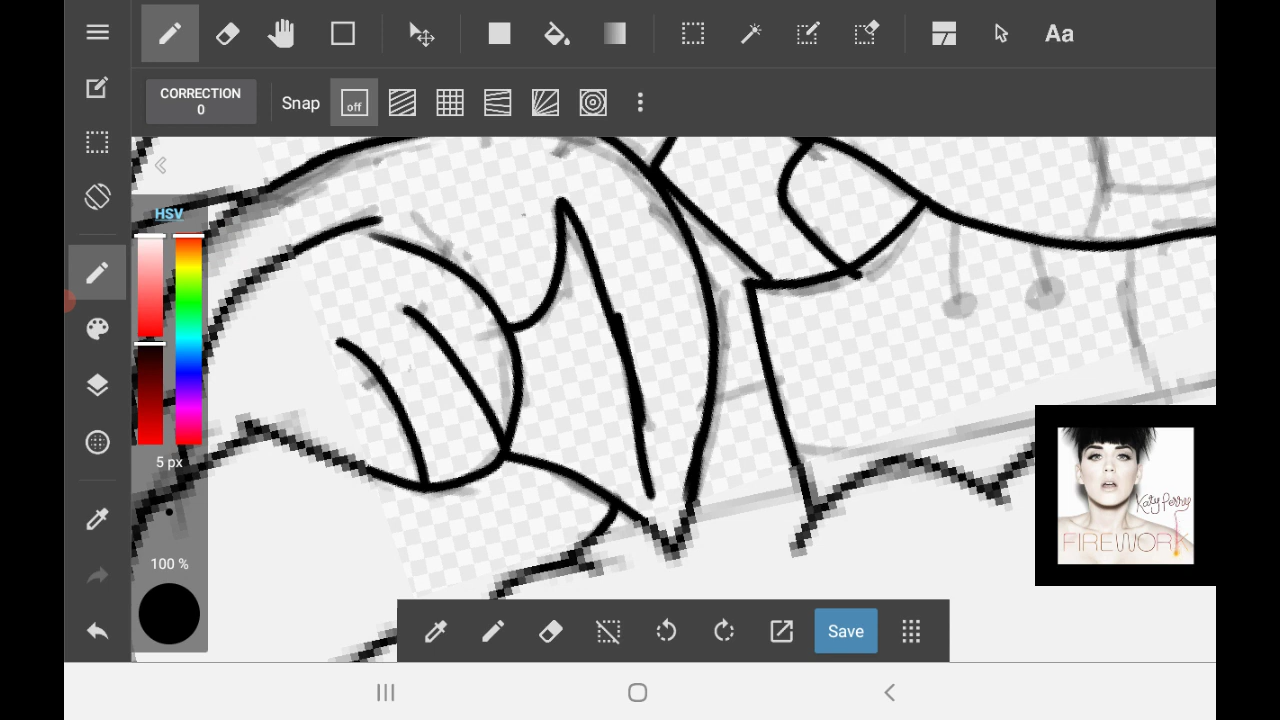 Aa
CORRECTION
0
Snap
off
HSV
5 px
100 %
Katy Perry
FIREWORK
Save